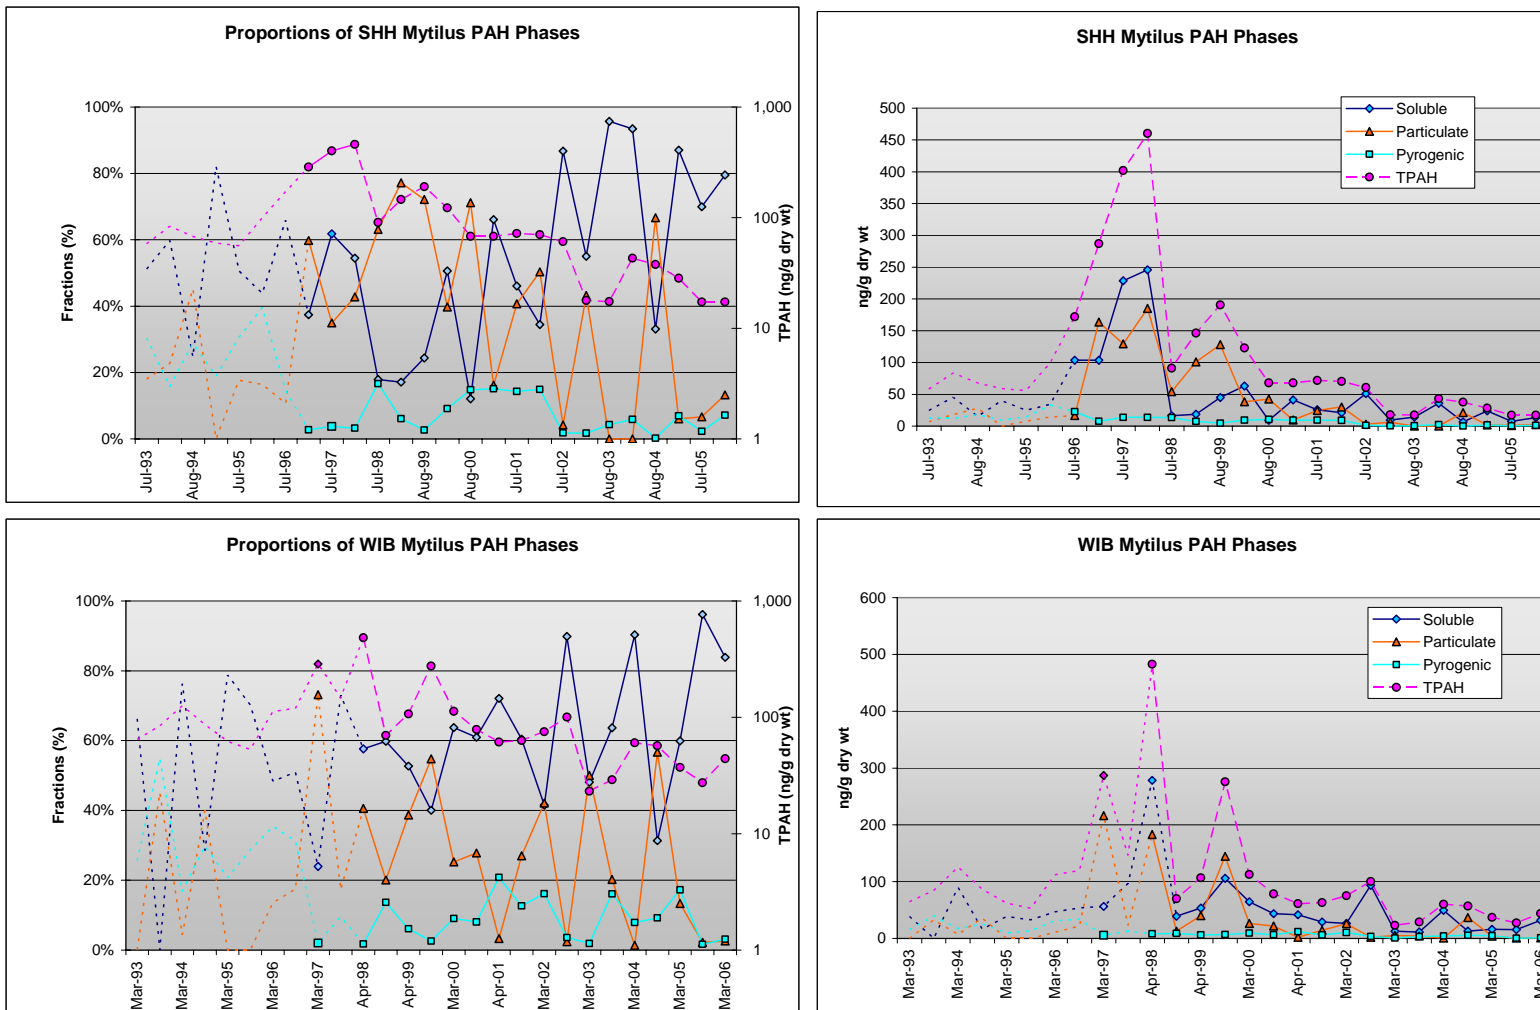 Proportions of SHH Mytilus PAH Phases
Fractions (%)
100%
80%
60%
40%
20%
0%
1,000
100
10
1
TPAH (ng/g dry wt)
Jul-93
Aug-94
Jul-95
Jul-96
Jul-97
Jul-98
Aug-99
Aug-00
Jul-01
Jul-02
Aug-03
Aug-04
Jul-05
SHH Mytilus PAH Phases
ng/g dry wt
500
450
400
350
300
250
200
150
100
50
0
Soluble
Particulate
Pyrogenic
TPAH
Jul-93
Aug-94
Jul-95
Jul-96
Jul-97
Jul-98
Aug-99
Aug-00
Jul-01
Jul-02
Aug-03
Aug-04
Jul-05
Proportions of WIB Mytilus PAH Phases
Fractions (%)
100%
80%
60%
40%
20%
0%
1,000
100
10
1
TPAH (ng/g dry wt)
Mar-93
Mar-94
Mar-95
Mar-96
Mar-97
Apr-98
Apr-99
Mar-00
Apr-01
Mar-02
Mar-03
Mar-04
Mar-05
Mar-06
WIB Mytilus PAH Phases
ng/g dry wt
600
500
400
300
200
100
0
Soluble
Particulate
Pyrogenic
TPAH
Mar-93
Mar-94
Mar-95
Mar-96
Mar-97
Apr-98
Apr-99
Mar-00
Apr-01
Mar-02
Mar-03
Mar-04
Mar-05
Mar-06